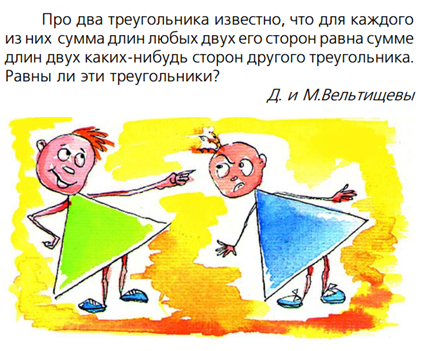 Про два треугольника известно, что для каждого
из них сумма длин любых двух его сторон равна сумме
длин двух каких-нибудь сторон другого треугольника.
Равны ли эти треугольники?
Д. и М.Вельтищевы